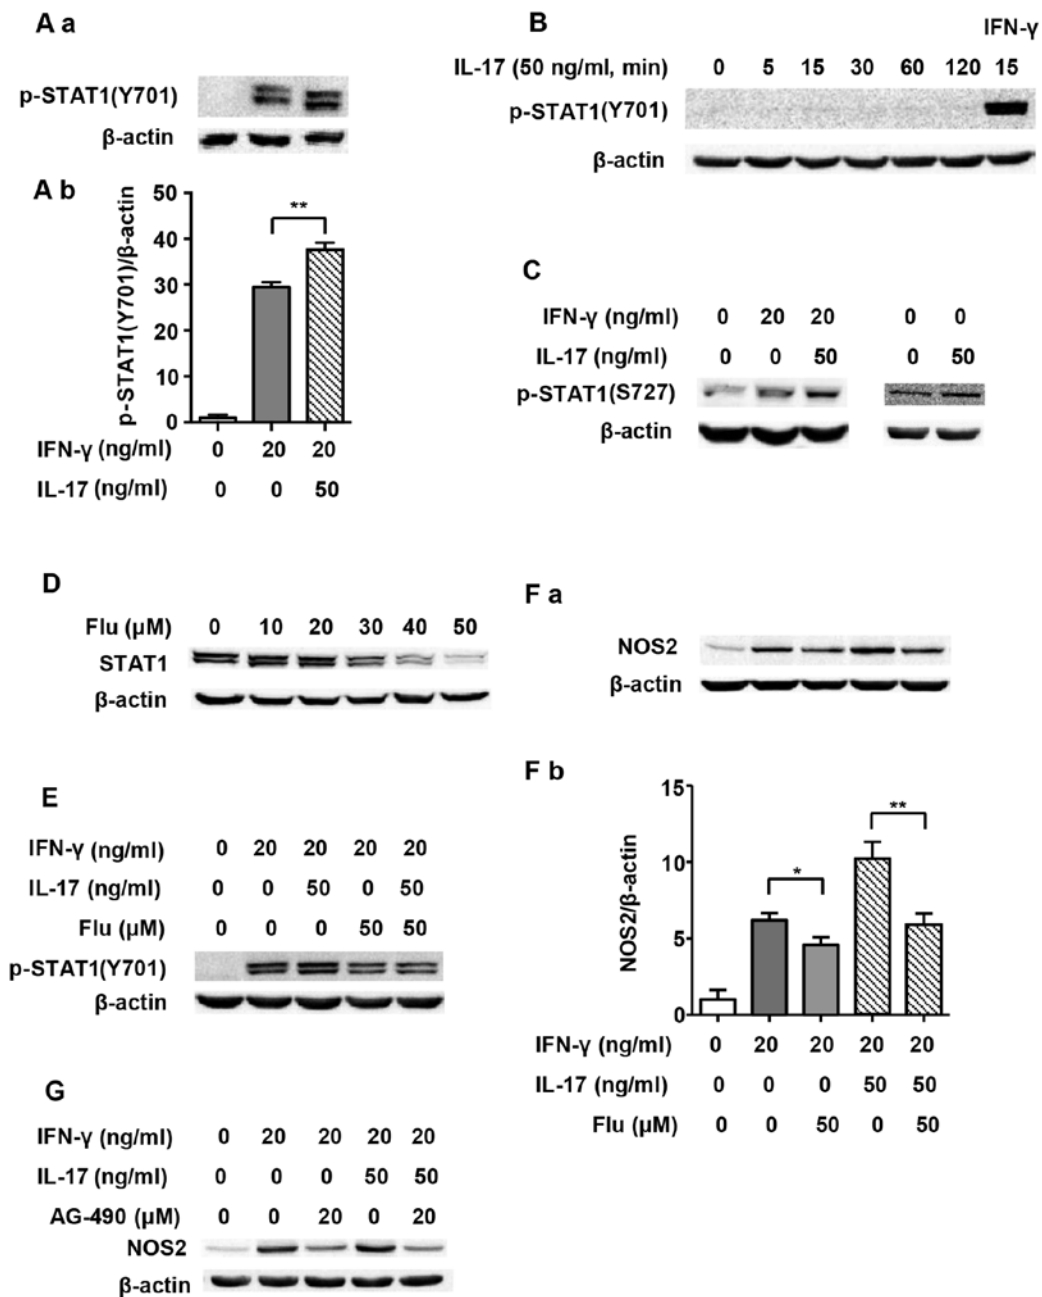 A a
p-STAT1(Y701)
β-actin
A b
p-STAT1(Y701)/β-actin
50
40
30
20
10
0
**
IFN-γ (ng/ml) 0 20 20
IL-17 (ng/ml) 0 0 50
B
IFN-γ
IL-17 (50 ng/ml, min) 0 5 15 30 60 120 15
p-STAT1(Y701)
β-actin
C
IFN-γ (ng/ml) 0 20 20 0 0
IL-17 (ng/ml) 0 0 50 0 50
p-STAT1(S727)
β-actin
D
Flu (μM) 0 10 20 30 40 50
STAT1
β-actin
E
IFN-γ (ng/ml) 0 20 20 20 20
IL-17 (ng/ml) 0 0 50 0 50
Flu (μM) 0 0 0 50 50
p-STAT1(Y701)
β-actin
F a
NOS2
β-actin
F b
NOS2/β-actin
15
10
5
0
*
**
IFN-γ (ng/ml) 0 20 20 20 20
IL-17 (ng/ml) 0 0 0 50 50
Flu (μM) 0 0 50 0 50
G
IFN-γ (ng/ml) 0 20 20 20 20
IL-17 (ng/ml) 0 0 0 50 50
AG-490 (μM) 0 0 20 0 20
NOS2
β-actin